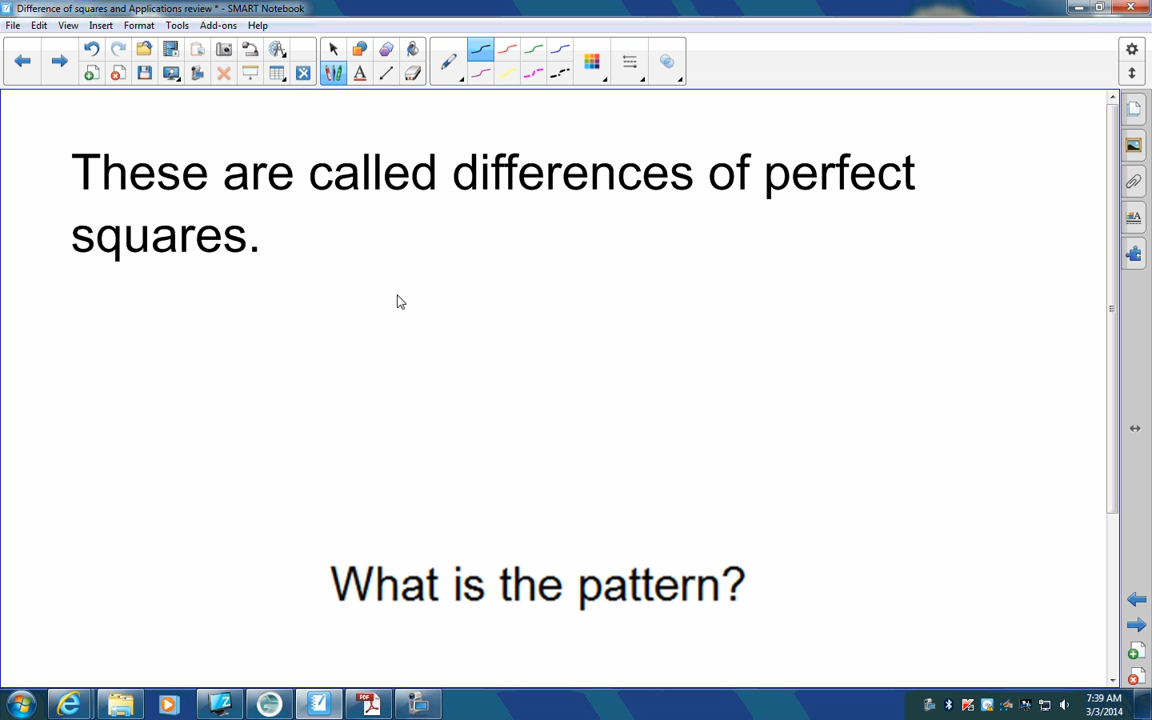 Difference of squares and Applications review * - SMART Notebook
File Edit View Insert Format Tools Add-ons Help
These are called differences of perfect
squares.
What is the pattern?
7:39 AM
3/3/2014